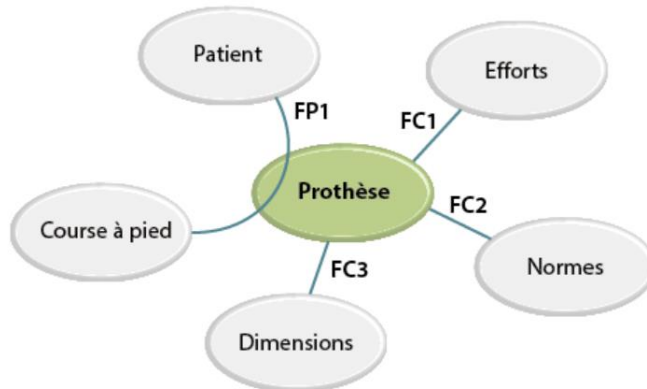 Patient
Efforts
FP1
FC1
Prothèse
FC2
Course à pied
FC3
Normes
Dimensions